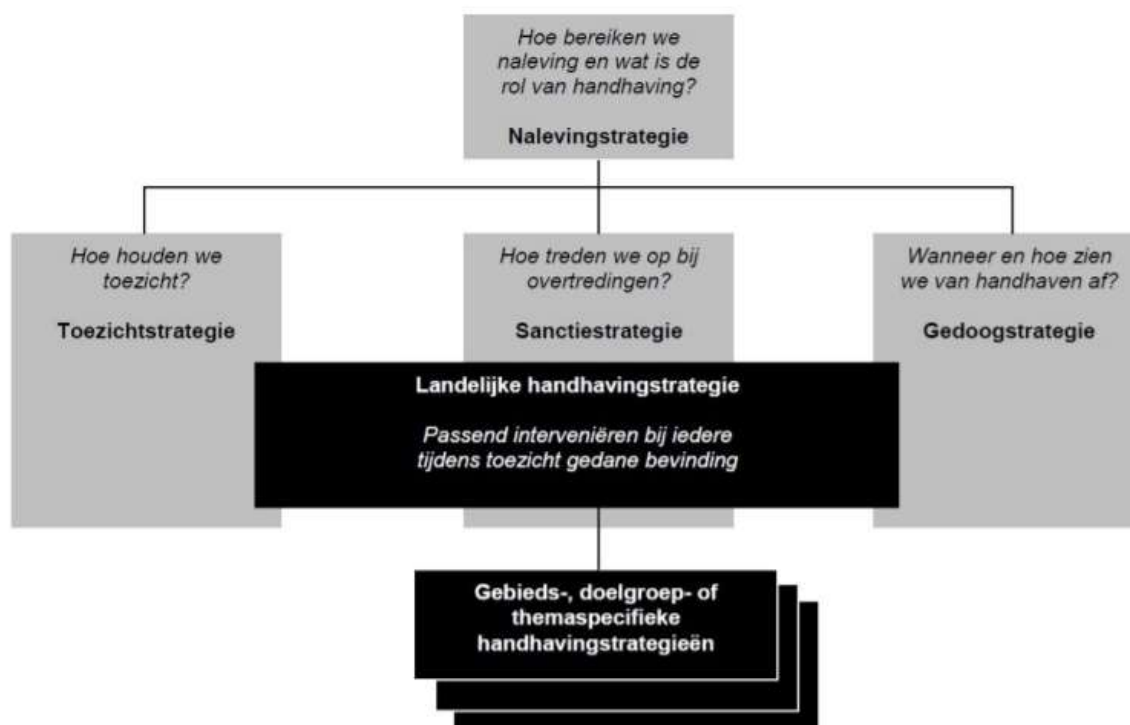 Hoe bereiken we
naleving en wat is de
rol van handhaving?
Nalevingstrategie
Hoe houden we
toezicht?
Toezichtstrategie
Hoe treden we op bij
overtredingen?
Sanctiestrategie
Wanneer en hoe zien
we van handhaven af?
Gedoogstrategie
Landelijke handhavingstrategie
Passend interveniëren bij iedere
tijdens toezicht gedane bevinding
Gebieds-, doelgroep- of
themaspecifieke
handhavingstrategieën